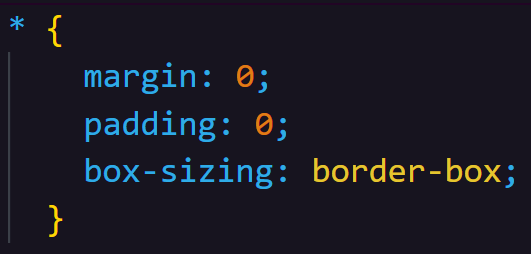 * {
    margin: 0;
    padding: 0;
    box-sizing: border-box;
  }